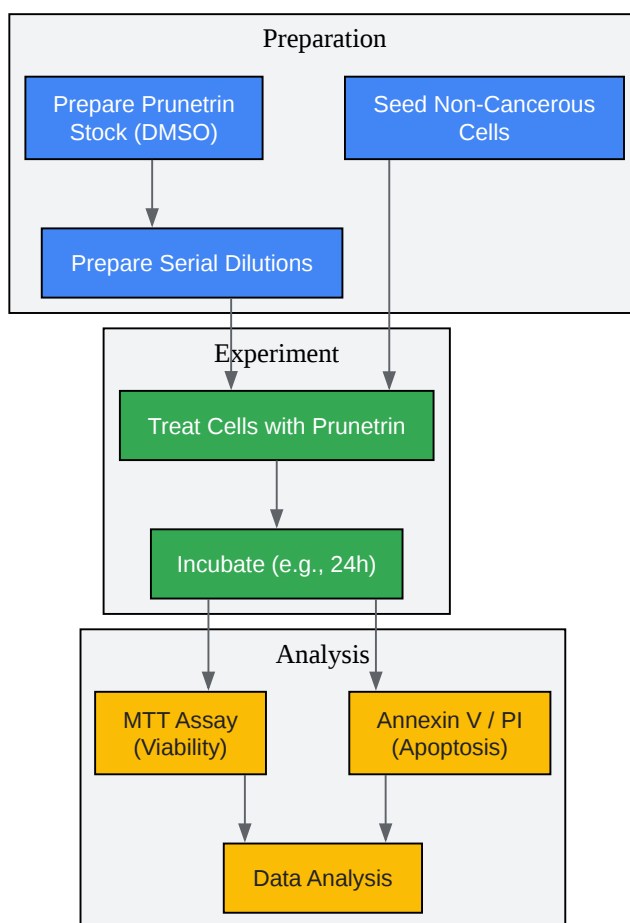 Preparation
Prepare Prunetrin
Stock (DMSO)
Seed Non-Cancerous
Cells
Prepare Serial Dilutions
Experiment
Treat Cells with Prunetrin
Incubate (e.g., 24h)
Analysis
MTT Assay
(Viability)
Annexin V / PI
(Apoptosis)
Data Analysis